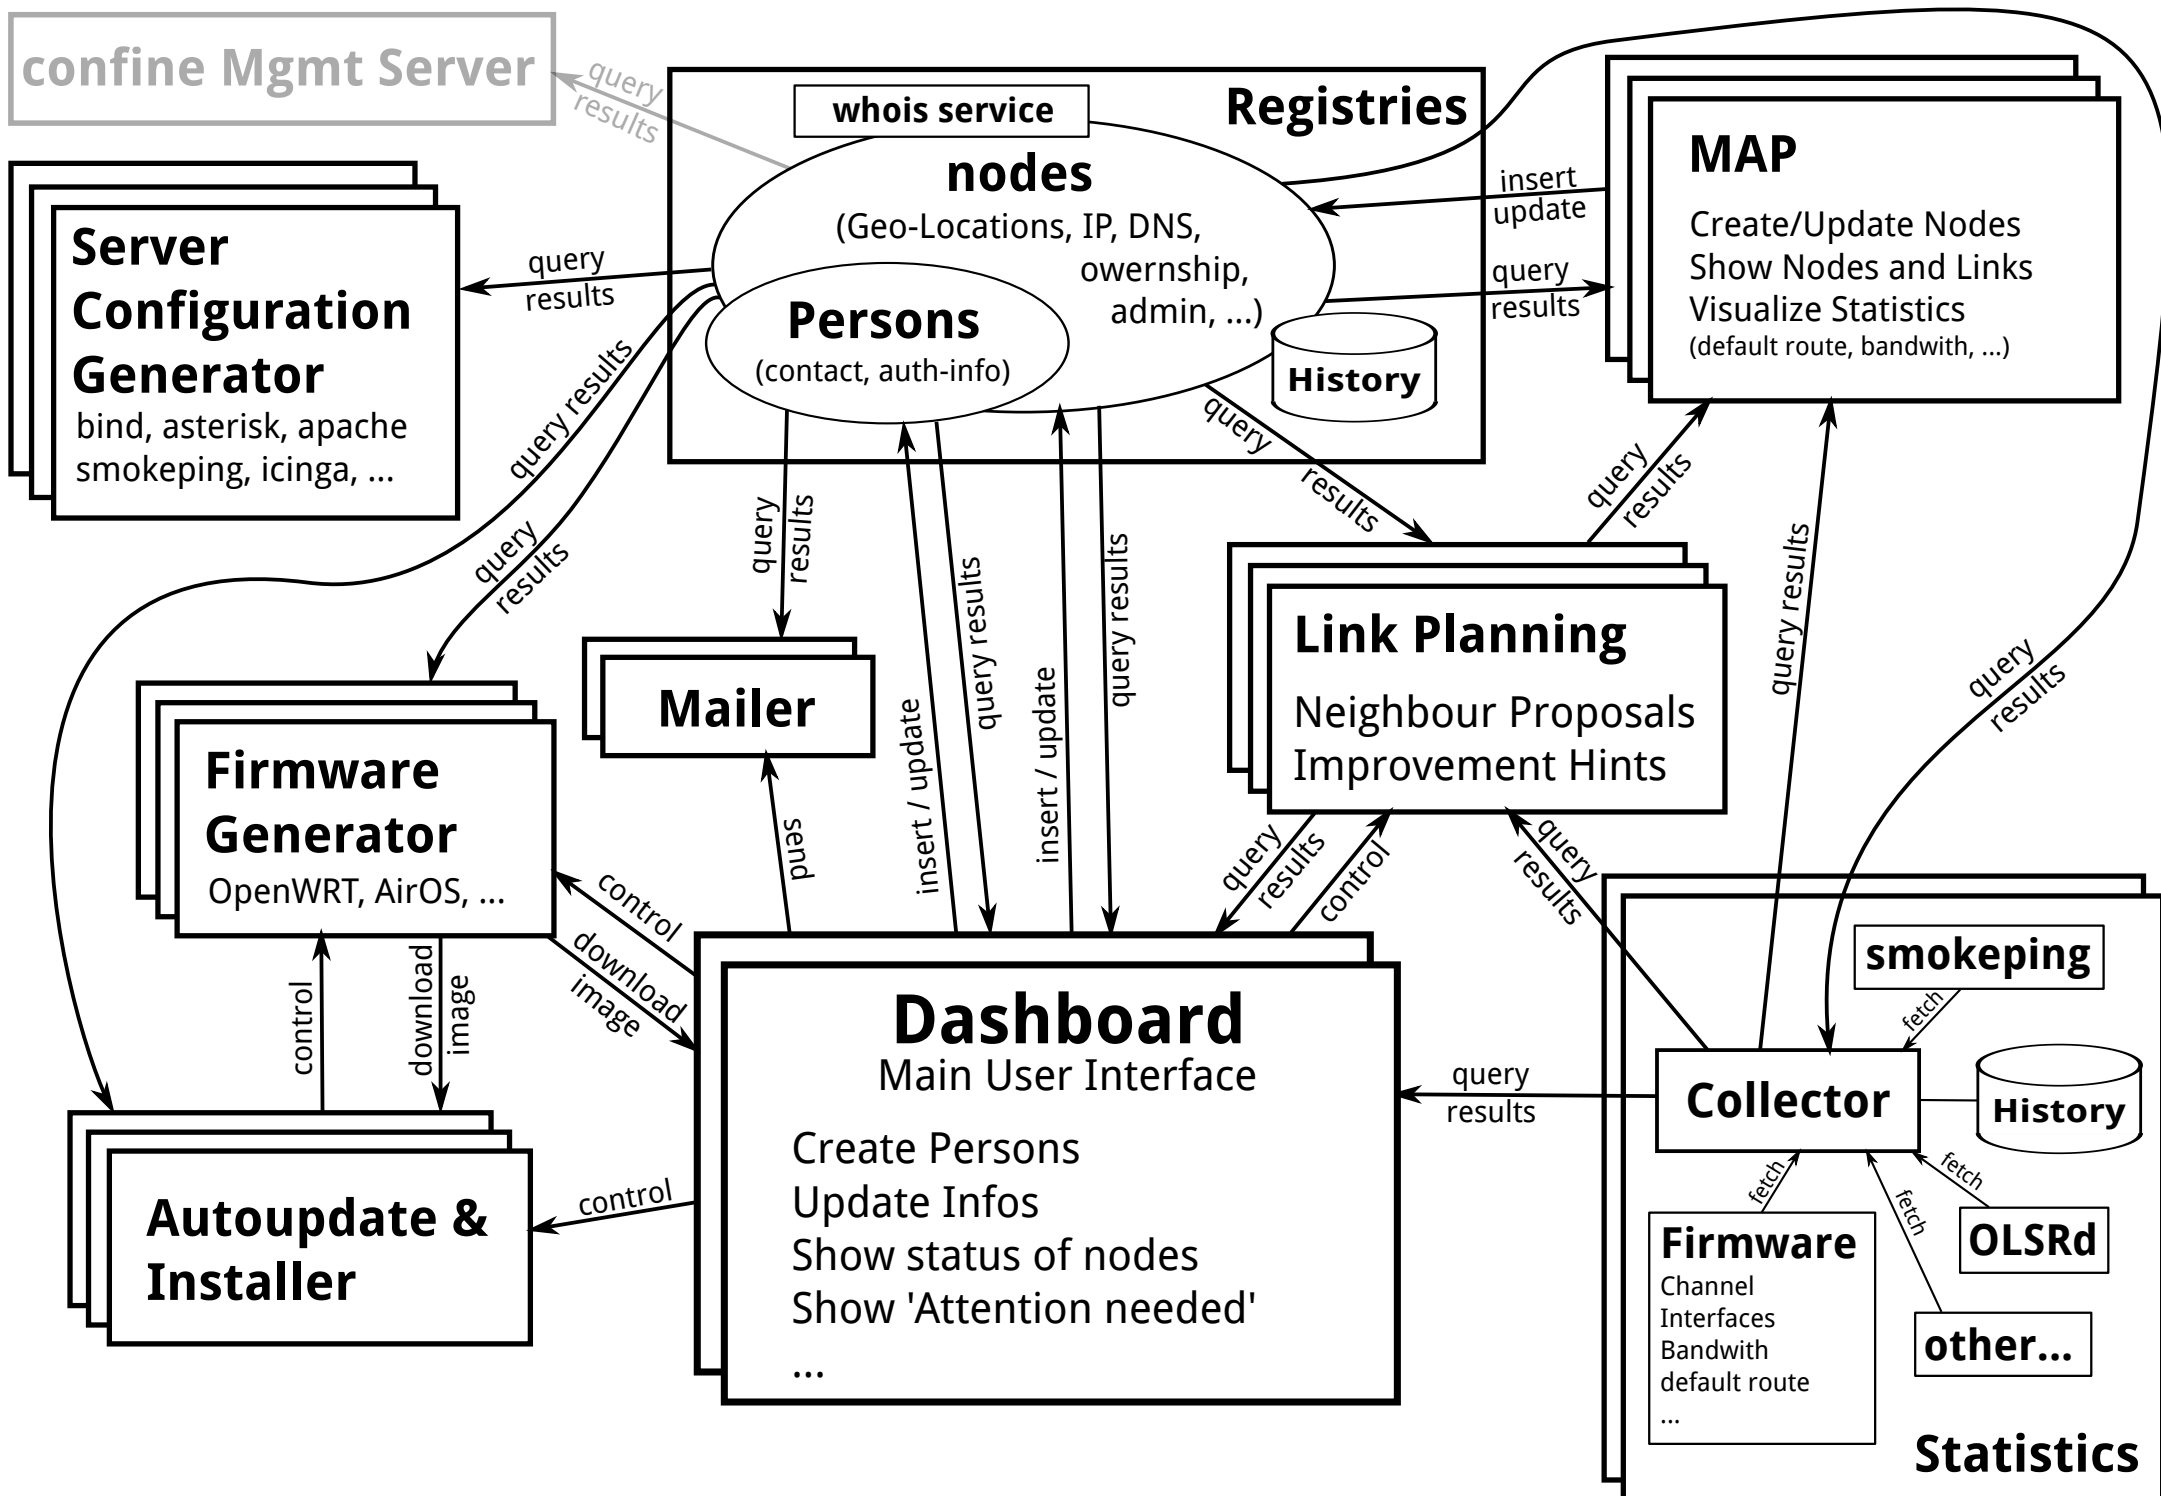 confine Mgmt Server
query
results
Registries
whois service
nodes
(Geo-Locations, IP, DNS,
owernship,
admin, ...)
Persons
(contact, auth-info)
History
insert
update
query
results
MAP
Create/Update Nodes
Show Nodes and Links
Visualize Statistics
(default route, bandwith, ...)
Server
Configuration
Generator
bind, asterisk, apache
smokeping, icinga, ...
query
results
query results
query
results
query
results
query
results
query
results
query results
query
results
Link Planning
Neighbour Proposals
Improvement Hints
Mailer
send
insert / update
query results
insert / update
query results
Firmware
Generator
OpenWRT, AirOS, ...
control
download
image
control
download
image
query
results
control
query
results
Autoupdate &
Installer
control
Dashboard
Main User Interface
Create Persons
Update Infos
Show status of nodes
Show 'Attention needed'
...
query
results
smokeping
fetch
Collector
History
fetch
fetch
fetch
Firmware
Channel
Interfaces
Bandwith
default route
...
OLSRd
other...
Statistics